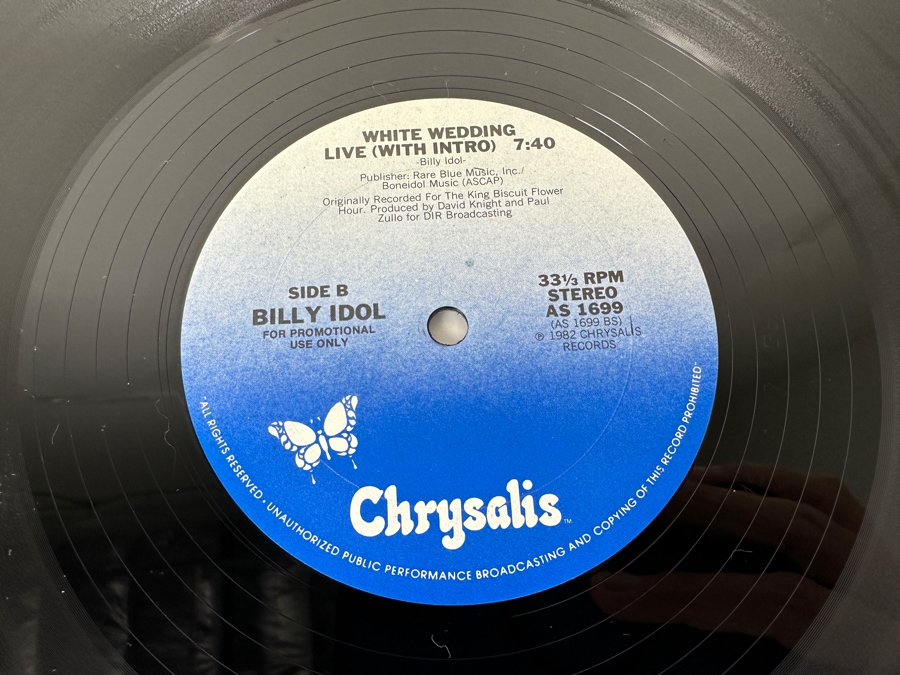 WHITE WEDDING
LIVE (WITH INTRO) 7:40
-Billy Idol-
Publisher: Rare Blue Music, Inc./
Boneidol Music (ASCAP)
Originally Recorded For The King Biscuit Flower
Hour. Produced by David Knight and Paul
Zullo for DIR Broadcasting
SIDE B
BILLY IDOL
FOR PROMOTIONAL
USE ONLY
33⅓ RPM
STEREO
AS 1699
(AS 1699 BS)
℗ 1982 CHRYSALIS
RECORDS
Chrysalis™
"ALL RIGHTS RESERVED • UNAUTHORIZED PUBLIC PERFORMANCE BROADCASTING AND COPYING OF THIS RECORD PROHIBITED"